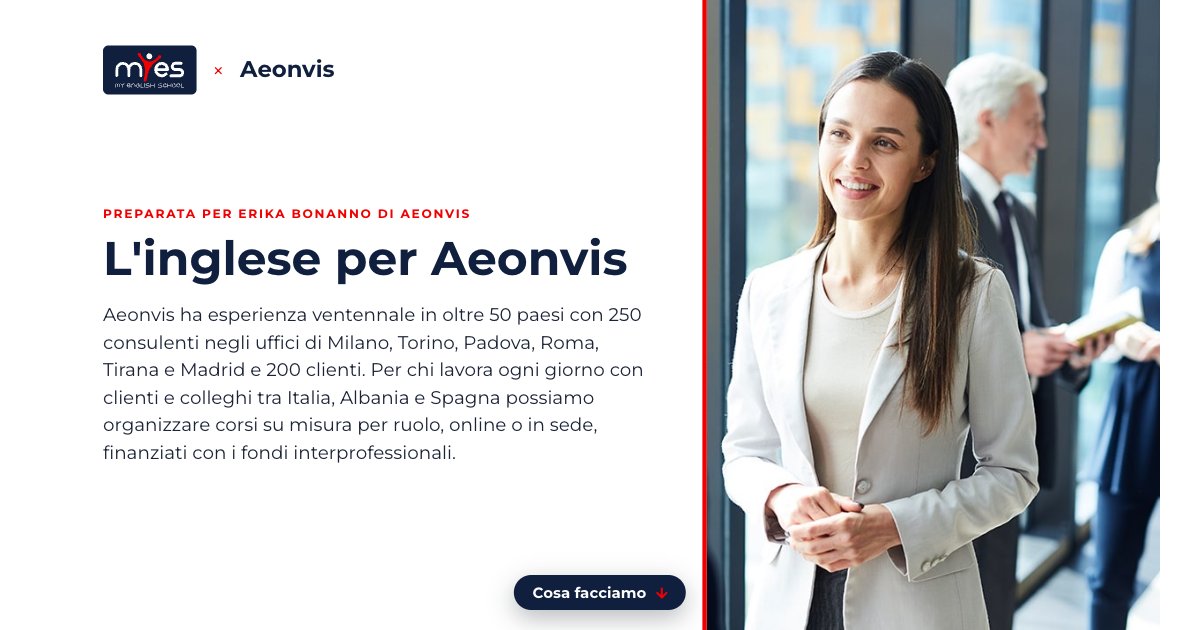 myes
MY ENGLISH SCHOOL
× Aeonvis
PREPARATA PER ERIKA BONANNO DI AEONVIS
L'inglese per Aeonvis
Aeonvis ha esperienza ventennale in oltre 50 paesi con 250
consulenti negli uffici di Milano, Torino, Padova, Roma,
Tirana e Madrid e 200 clienti. Per chi lavora ogni giorno con
clienti e colleghi tra Italia, Albania e Spagna possiamo
organizzare corsi su misura per ruolo, online o in sede,
finanziati con i fondi interprofessionali.
Cosa facciamo ↓